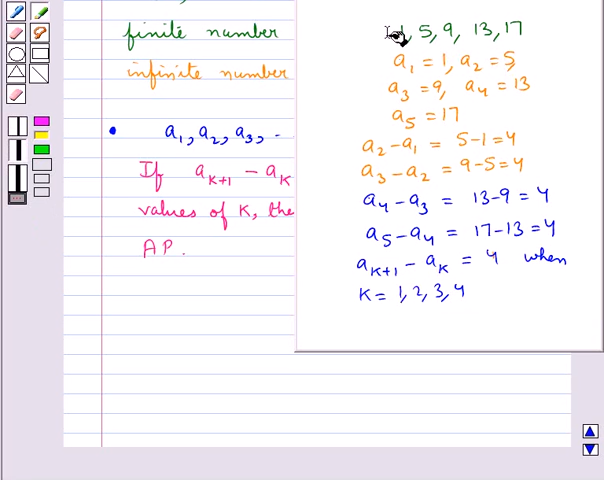 finite number
infinite number
• a₁, a₂, a₃, -
If aK+1 - aK
values of K, the
AP.
1, 5, 9, 13, 17
a₁ = 1, a₂ = 5,
a₃ = 9, a₄ = 13
a₅ = 17
a₂-a₁ = 5-1=4
a₃-a₂ = 9-5=4
a₄-a₃ = 13-9=4
a₅-a₄ = 17-13=4
aK+1 - aK = 4 when
K = 1, 2, 3, 4